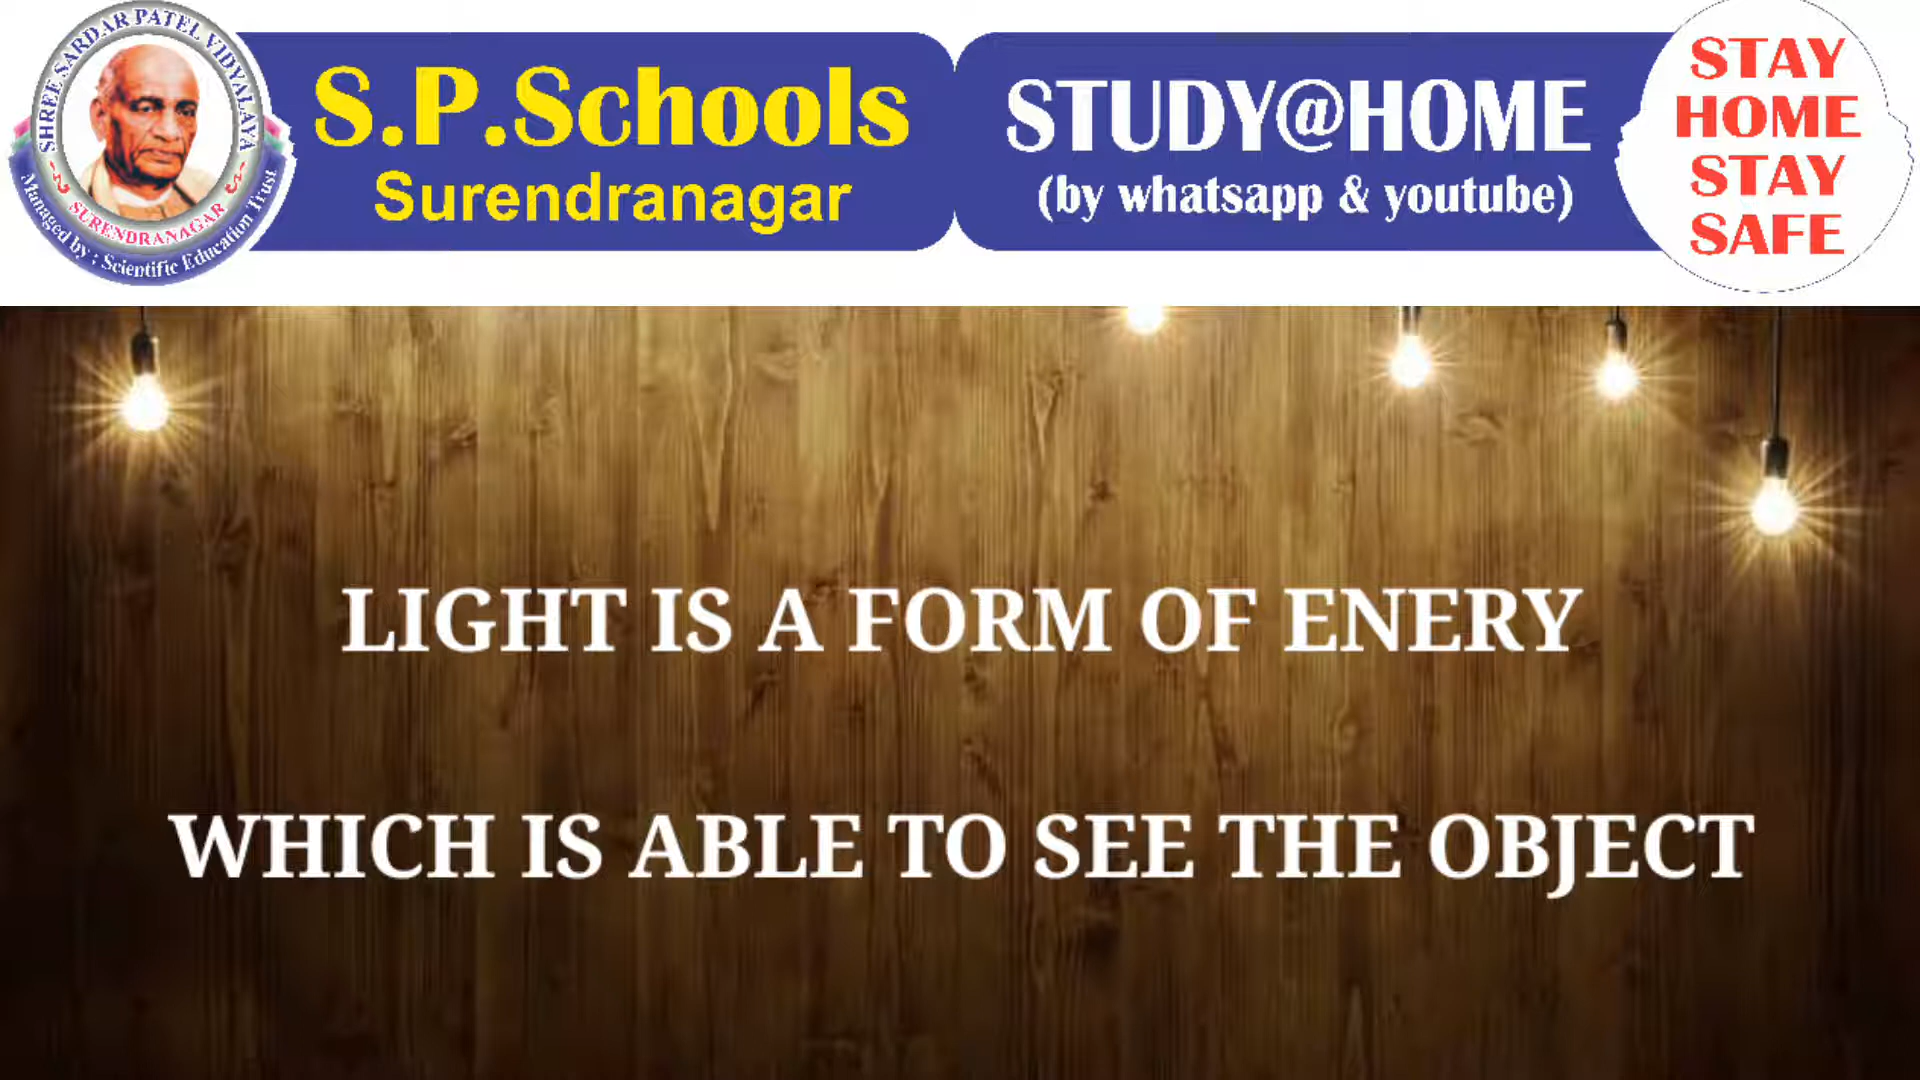 SHREE SARDAR PATEL VIDYALAYA
SURENDRANAGAR
Managed by : Scientific Education Trust
S.P.Schools
Surendranagar
STUDY@HOME
(by whatsapp & youtube)
STAY
HOME
STAY
SAFE
LIGHT IS A FORM OF ENERY
WHICH IS ABLE TO SEE THE OBJECT